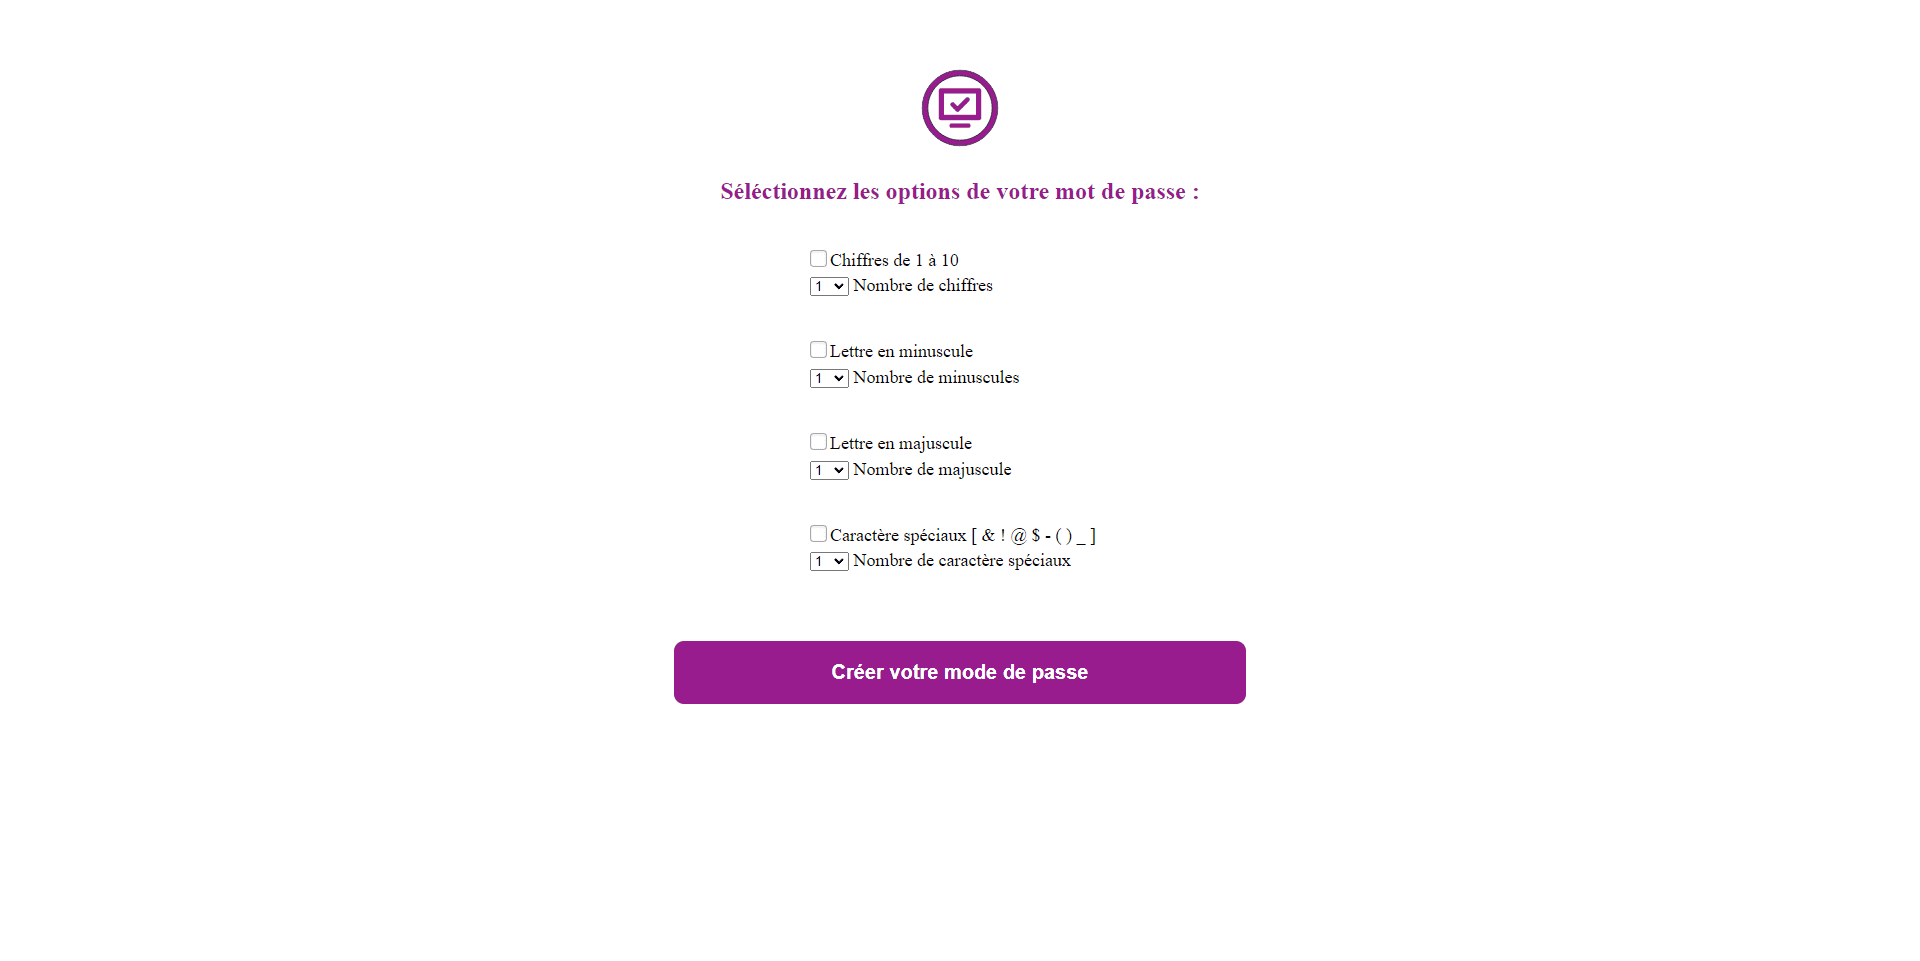 Séléctionnez les options de votre mot de passe :
Chiffres de 1 à 10
1 Nombre de chiffres
Lettre en minuscule
1 Nombre de minuscules
Lettre en majuscule
1 Nombre de majuscule
Caractère spéciaux [ & ! @ $ - ( ) _ ]
1 Nombre de caractère spéciaux
Créer votre mode de passe